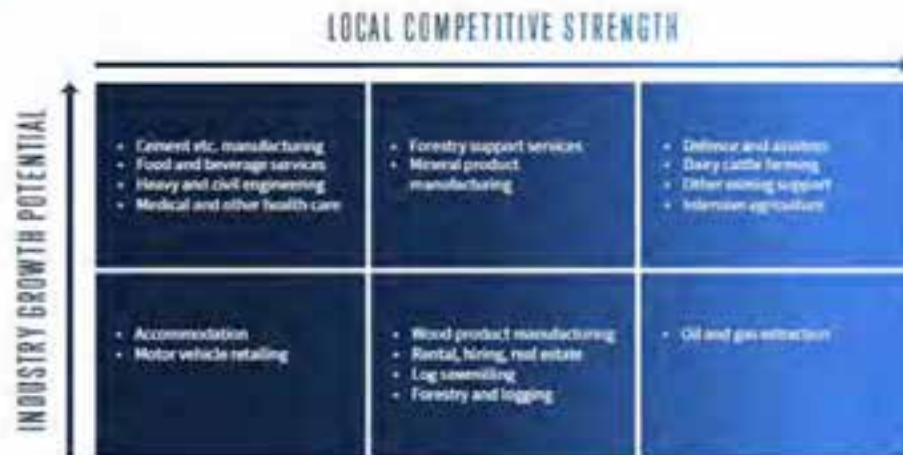 LOCAL COMPETITIVE STRENGTH
INDUSTRY GROWTH POTENTIAL
• Cement etc. manufacturing
• Food and beverage services
• Heavy and civil engineering
• Medical and other health care
• Forestry support services
• Mineral product
manufacturing
• Defence and aviation
• Dairy cattle farming
• Other mining support
• Intensive agriculture
• Accommodation
• Motor vehicle retailing
• Wood product manufacturing
• Rental, hiring, real estate
• Log sawmilling
• Forestry and logging
• Oil and gas extraction